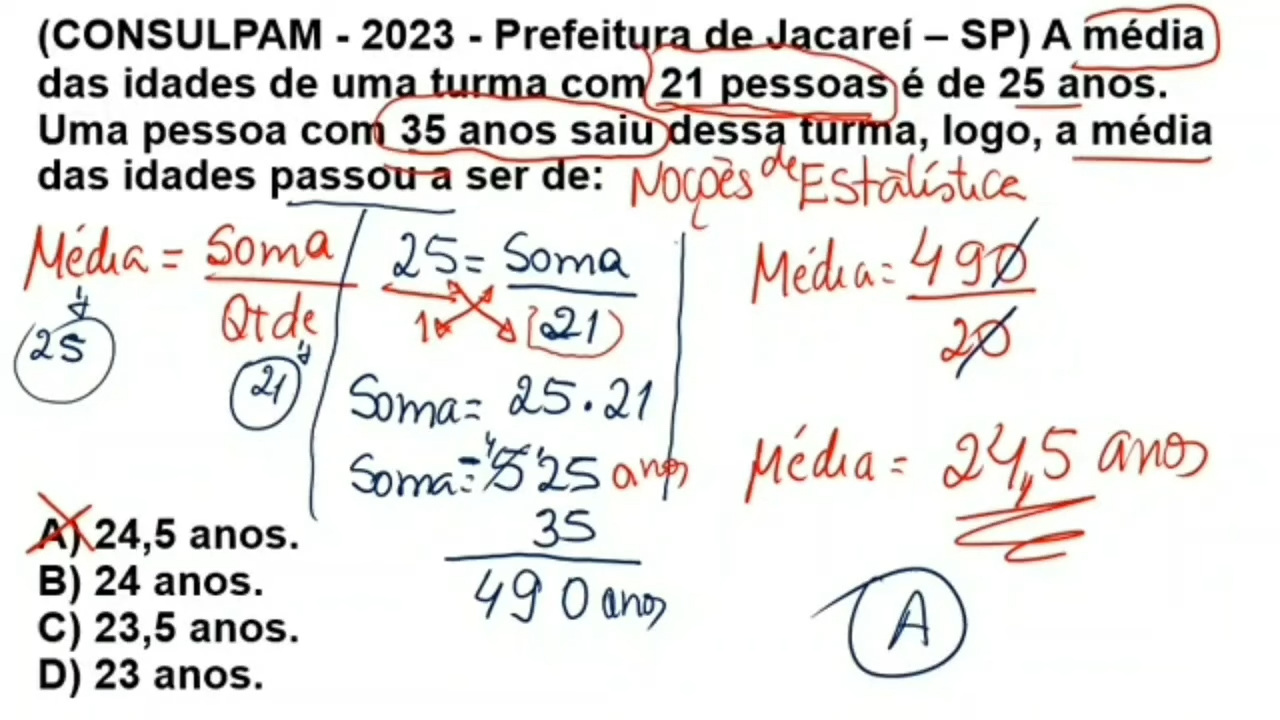 (CONSULPAM - 2023 - Prefeitura de Jacareí – SP) A média
das idades de uma turma com 21 pessoas é de 25 anos.
Uma pessoa com 35 anos saiu dessa turma, logo, a média
das idades passou a ser de:
Noções de Estatística
Média = Soma
Qtde
25
21
25 = Soma
1 21
Soma = 25.21
Soma = 525 anos
35
490 anos
Média = 490
20
Média = 24,5 anos
A
A) 24,5 anos.
B) 24 anos.
C) 23,5 anos.
D) 23 anos.